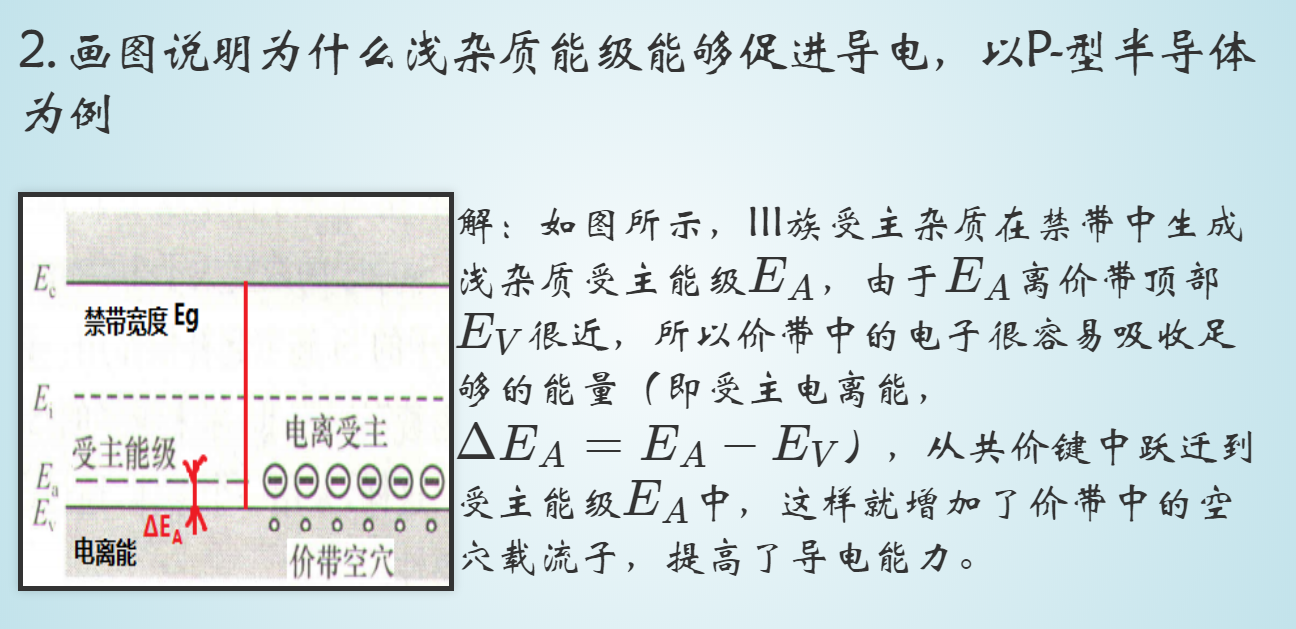 2. 画图说明为什么浅杂质能级能够促进导电，以P-型半导体
为例
E_c
禁带宽度 Eg
E_i
电离受主
受主能级
E_a
E_v
ΔE_A
电离能
价带空穴
解：如图所示，III族受主杂质在禁带中生成
浅杂质受主能级E_A，由于E_A离价带顶部
E_V很近，所以价带中的电子很容易吸收足
够的能量（即受主电离能，
ΔE_A = E_A − E_V），从共价键中跃迁到
受主能级E_A中，这样就增加了价带中的空
穴载流子，提高了导电能力。